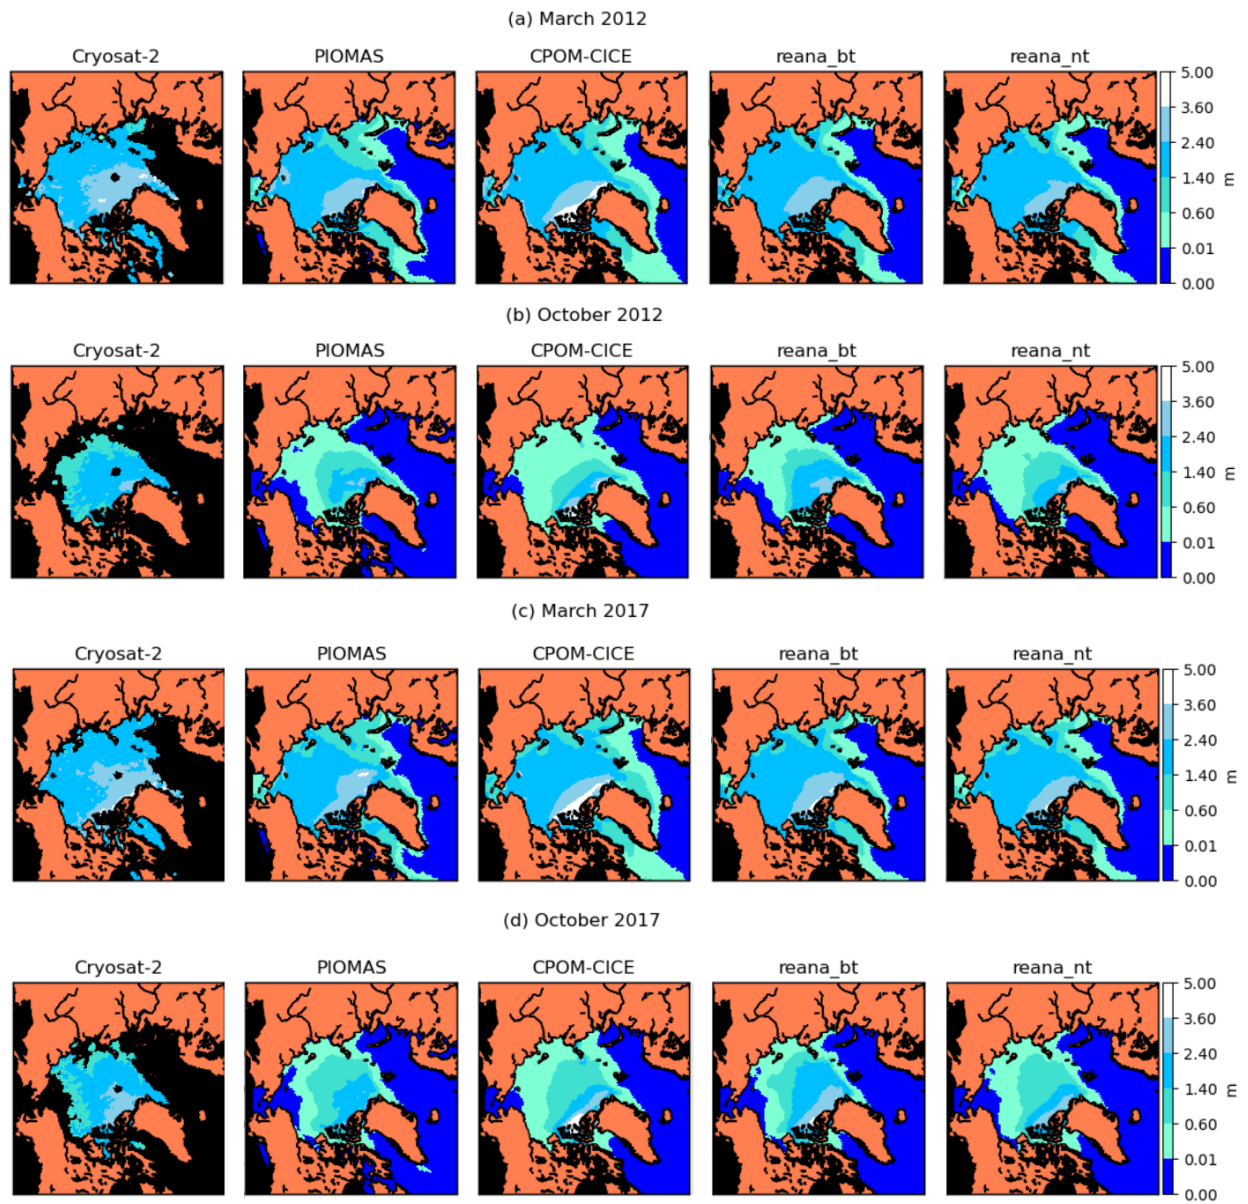 (a) March 2012
Cryosat-2 PIOMAS CPOM-CICE reana_bt reana_nt
5.00
3.60
2.40
1.40
0.60
0.01
0.00
m
(b) October 2012
Cryosat-2 PIOMAS CPOM-CICE reana_bt reana_nt
5.00
3.60
2.40
1.40
0.60
0.01
0.00
m
(c) March 2017
Cryosat-2 PIOMAS CPOM-CICE reana_bt reana_nt
5.00
3.60
2.40
1.40
0.60
0.01
0.00
m
(d) October 2017
Cryosat-2 PIOMAS CPOM-CICE reana_bt reana_nt
5.00
3.60
2.40
1.40
0.60
0.01
0.00
m